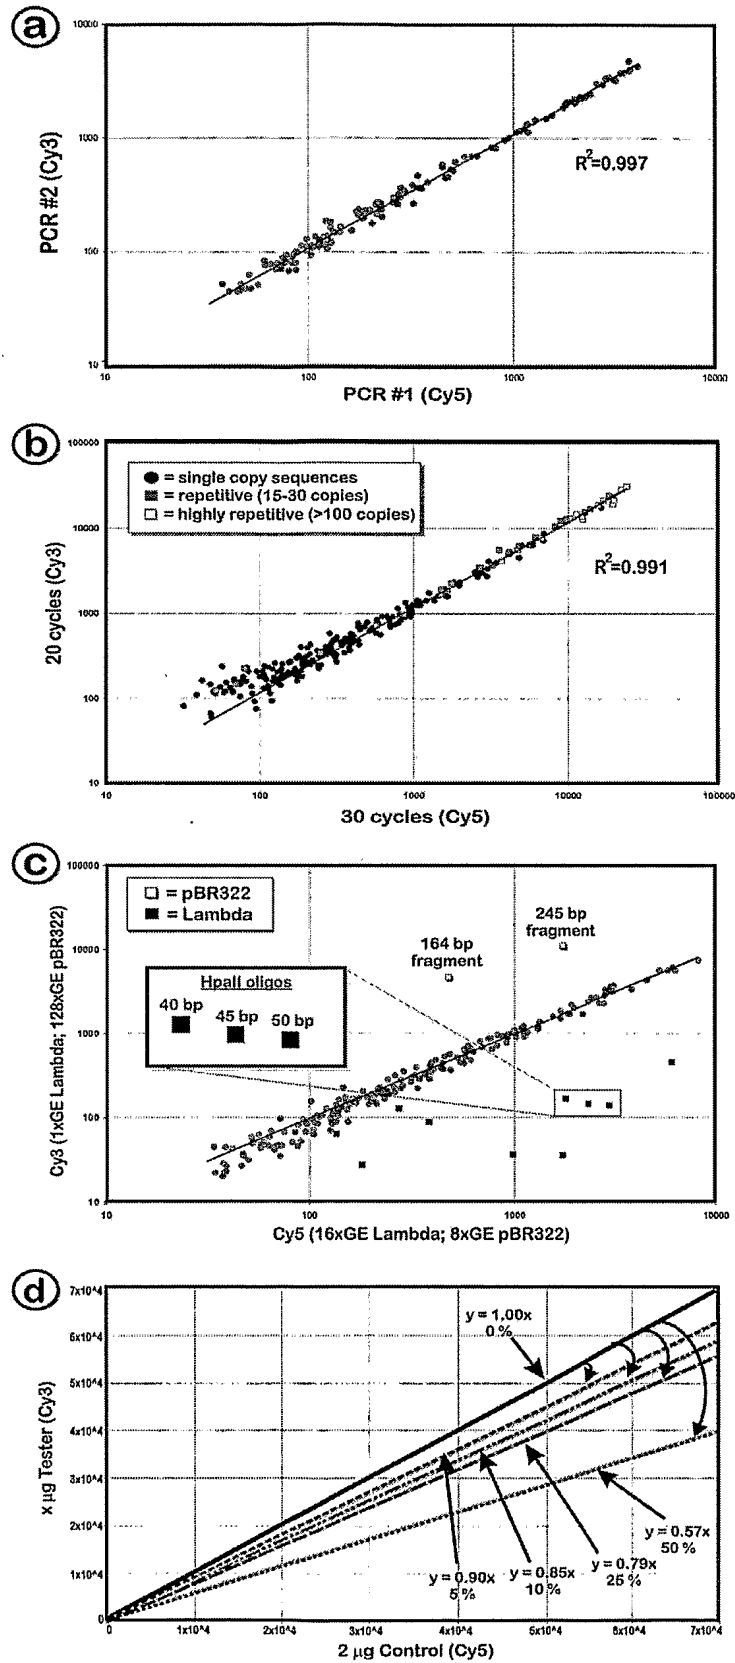 a
10000
1000
100
10
PCR #2 (Cy3)
R²=0.997
10
100
1000
10000
PCR #1 (Cy5)
b
100000
10000
1000
100
10
20 cycles (Cy3)
● = single copy sequences
■ = repetitive (15-30 copies)
□ = highly repetitive (>100 copies)
R²=0.991
10
100
1000
10000
100000
30 cycles (Cy5)
c
100000
10000
1000
100
10
Cy3 (1xGE Lambda; 128xGE pBR322)
□ = pBR322
■ = Lambda
164 bp
fragment
245 bp
fragment
HpaII oligos
40 bp
45 bp
50 bp
10
100
1000
10000
Cy5 (16xGE Lambda; 8xGE pBR322)
d
7x10^4
6x10^4
5x10^4
4x10^4
3x10^4
2x10^4
1x10^4
0
x µg Tester (Cy3)
y = 1.00x
0 %
y = 0.90x
5 %
y = 0.85x
10 %
y = 0.79x
25 %
y = 0.57x
50 %
0
1x10^4
2x10^4
3x10^4
4x10^4
5x10^4
6x10^4
7x10^4
2 µg Control (Cy5)